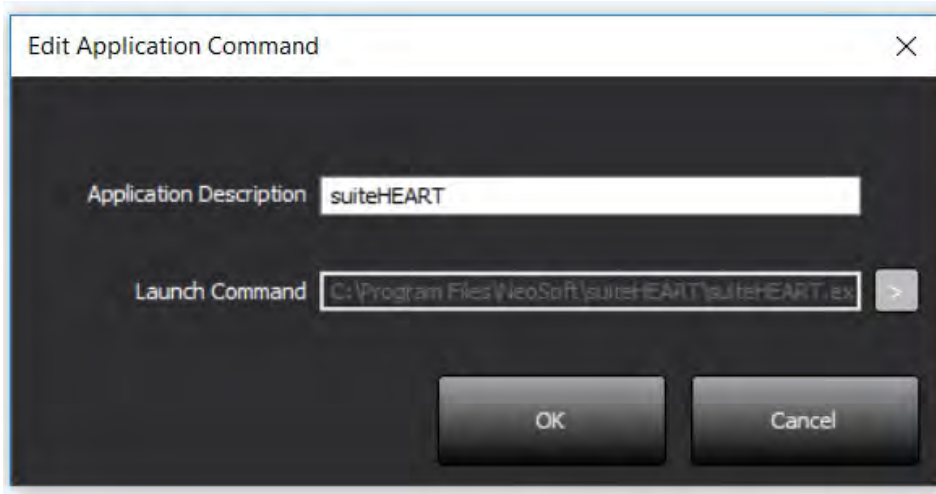 Edit Application Command
Application Description suiteHEART
Launch Command C:\Program Files\NeoSoft\suiteHEART\suiteHEART.ex >
OK Cancel